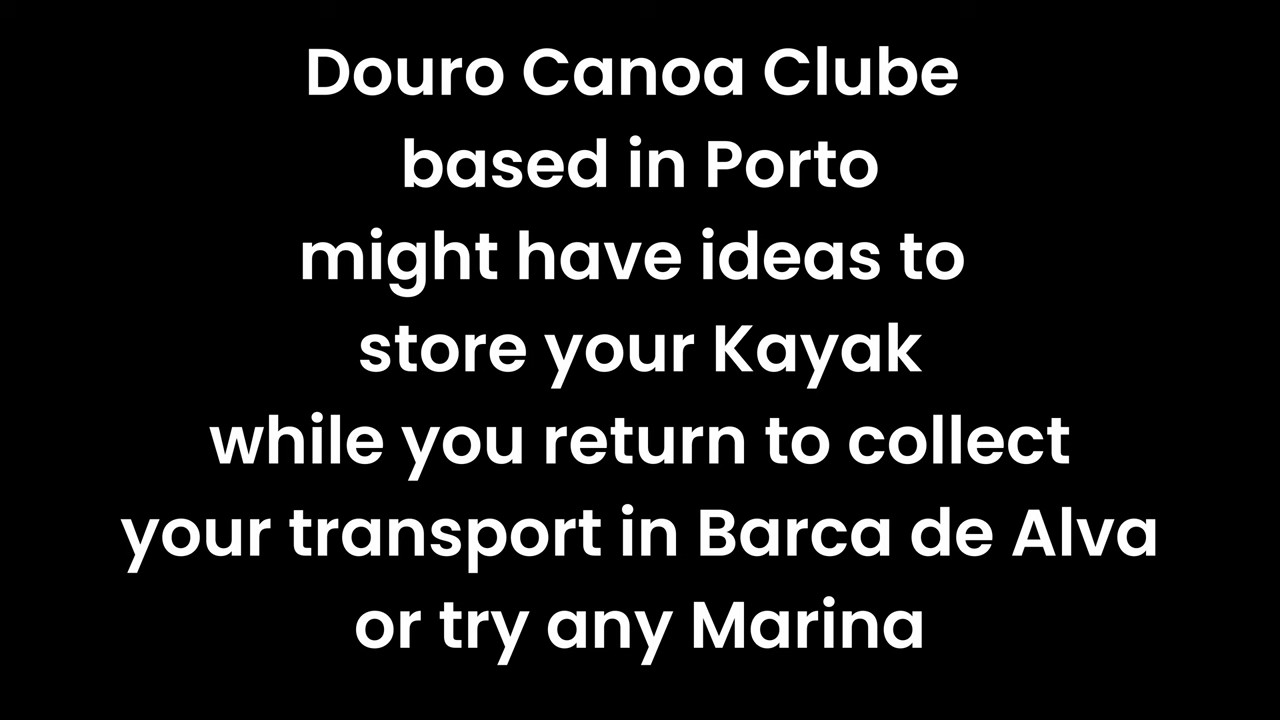 Douro Canoa Clube
based in Porto
might have ideas to
store your Kayak
while you return to collect
your transport in Barca de Alva
or try any Marina